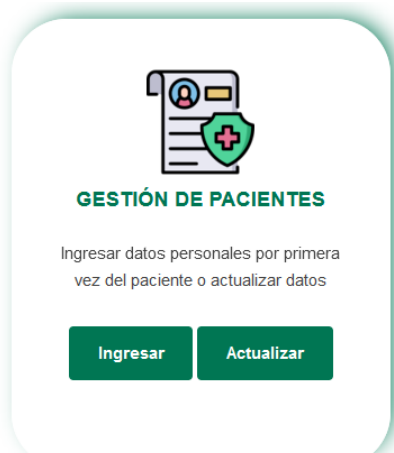 GESTIÓN DE PACIENTES
Ingresar datos personales por primera
vez del paciente o actualizar datos
Ingresar Actualizar